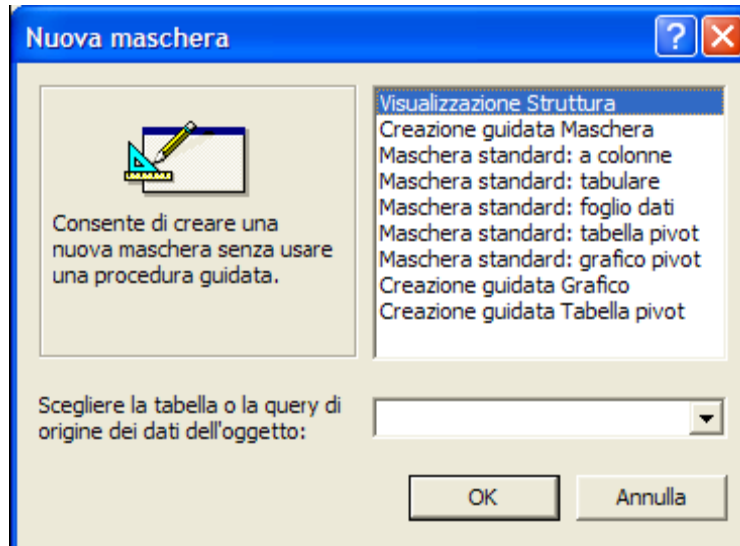 Nuova maschera
Consente di creare una
nuova maschera senza usare
una procedura guidata.
Visualizzazione Struttura
Creazione guidata Maschera
Maschera standard: a colonne
Maschera standard: tabulare
Maschera standard: foglio dati
Maschera standard: tabella pivot
Maschera standard: grafico pivot
Creazione guidata Grafico
Creazione guidata Tabella pivot
Scegliere la tabella o la query di
origine dei dati dell'oggetto:
OK
Annulla